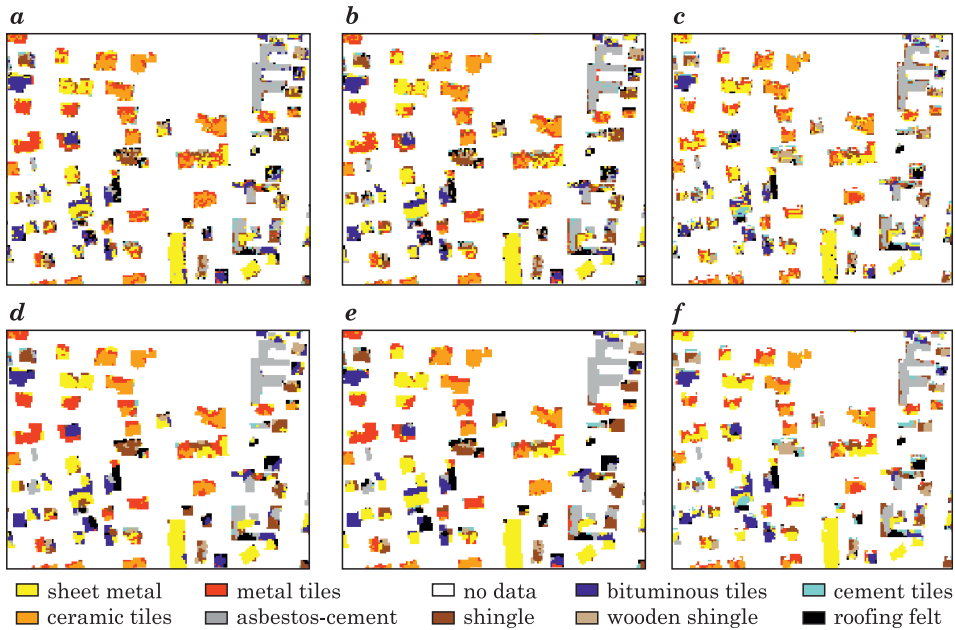 a b c
d e f
sheet metal metal tiles no data bituminous tiles cement tiles
ceramic tiles asbestos-cement shingle wooden shingle roofing felt